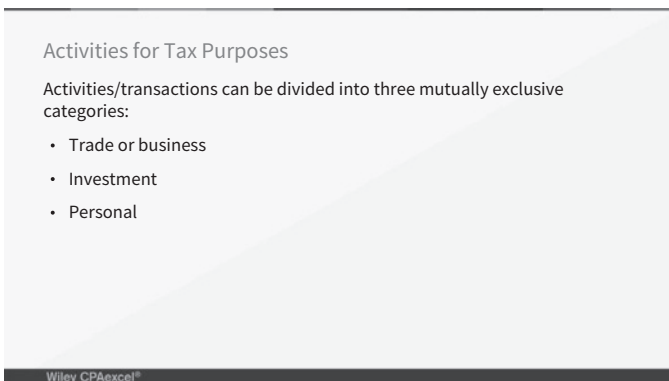 Activities for Tax Purposes
Activities/transactions can be divided into three mutually exclusive
categories:
• Trade or business
• Investment
• Personal
Wiley CPAexcel®